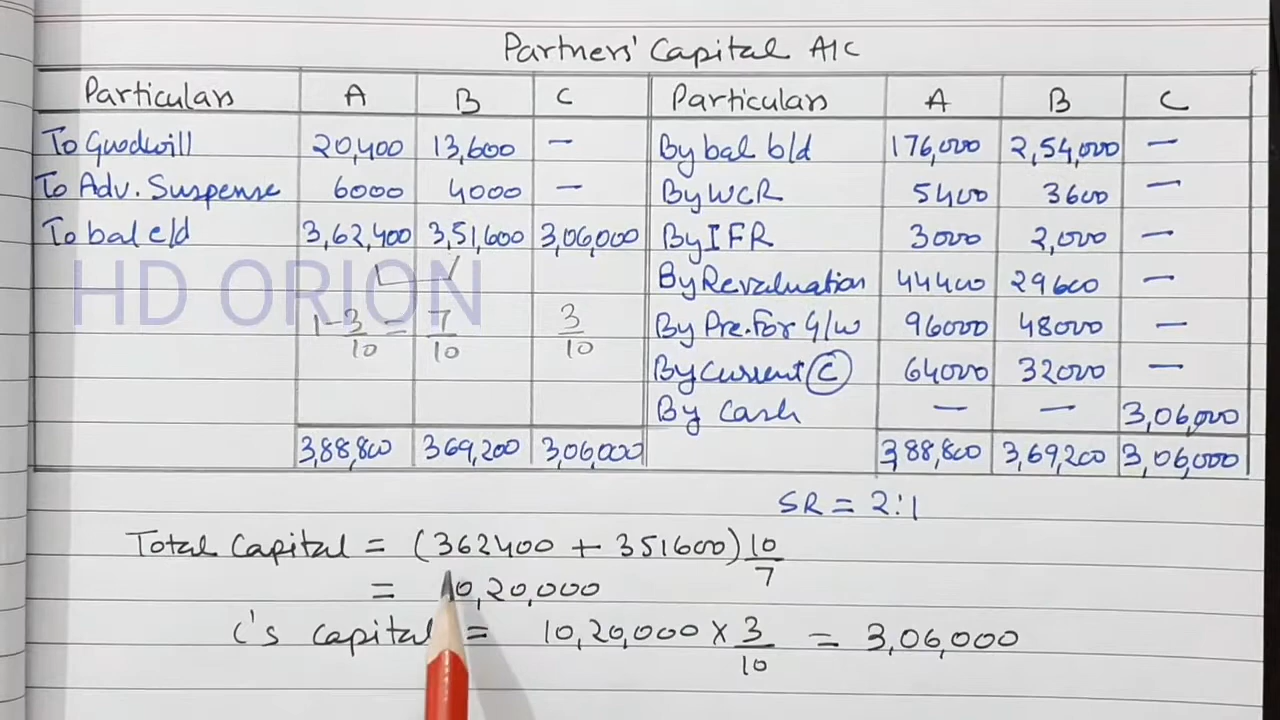 Partners' Capital A/C
Particulars A B C Particulars A B C
To Goodwill 20,400 13,600 — By bal b/d 176,000 2,54,000 —
To Adv. Suspense 6000 4000 — By WCR 5400 3600 —
To bal c/d 3,62,400 3,51,600 3,06,000 By IFR 3000 2,000 —
By Revaluation 44400 29600 —
HD ORION
1-3/10 = 7/10 3/10 By Pre. For G/W 96000 48000 —
By Current C 64000 32000 —
By Cash — — 3,06,000
3,88,800 369,200 3,06,000 3,88,800 3,69,200 3,06,000
SR = 2:1
Total Capital = (362400 + 351600) 10/7
= 10,20,000
C's Capital = 10,20,000 × 3/10 = 3,06,000